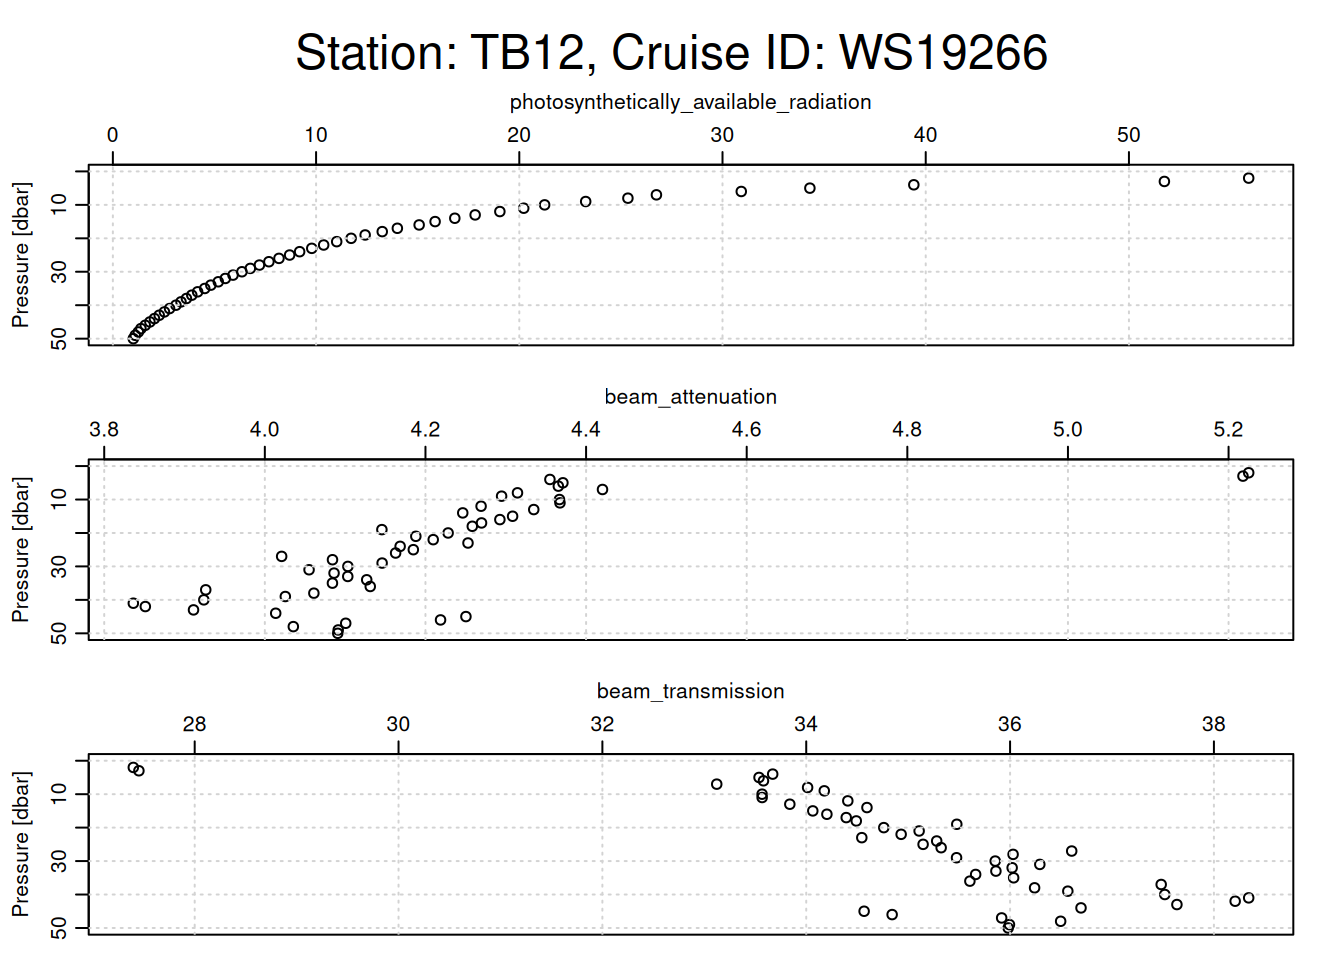 Station: TB12, Cruise ID: WS19266
photosynthetically_available_radiation
0 10 20 30 40 50
Pressure [dbar]
10
30
50
beam_attenuation
3.8 4.0 4.2 4.4 4.6 4.8 5.0 5.2
Pressure [dbar]
10
30
50
beam_transmission
28 30 32 34 36 38
Pressure [dbar]
10
30
50